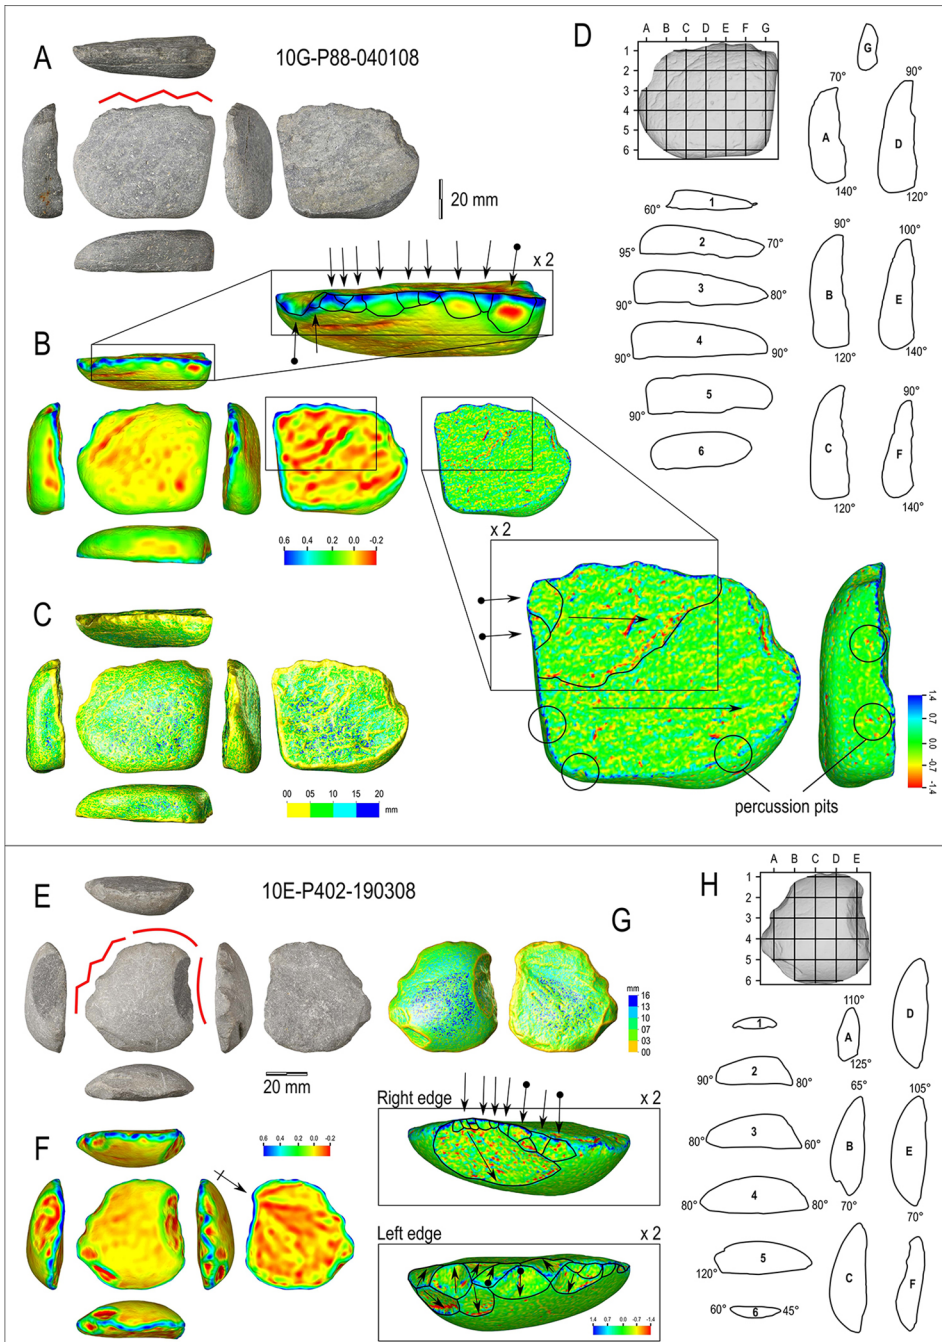 A
10G-P88-040108
20 mm
D
A B C D E F G
1
2
3
4
5
6
G
70°
90°
A
D
140°
120°
60°
1
95°
2
70°
90°
3
80°
90°
4
90°
90°
5
6
90°
100°
B
E
120°
140°
90°
C
F
120°
140°
x 2
B
0.6 0.4 0.2 0.0 -0.2
x 2
C
00 05 10 15 20
mm
1.4
0.7
0.0
-0.7
-1.4
percussion pits
E
10E-P402-190308
20 mm
G
mm
16
13
10
07
03
00
H
A B C D E
1
2
3
4
5
6
1
90°
2
80°
80°
3
60°
80°
4
80°
120°
5
60°
6
45°
110°
A
125°
D
65°
105°
B
E
70°
70°
C
F
F
0.6 0.4 0.2 0.0 -0.2
Right edge
x 2
Left edge
x 2
1.4 0.7 0.0 -0.7 -1.4